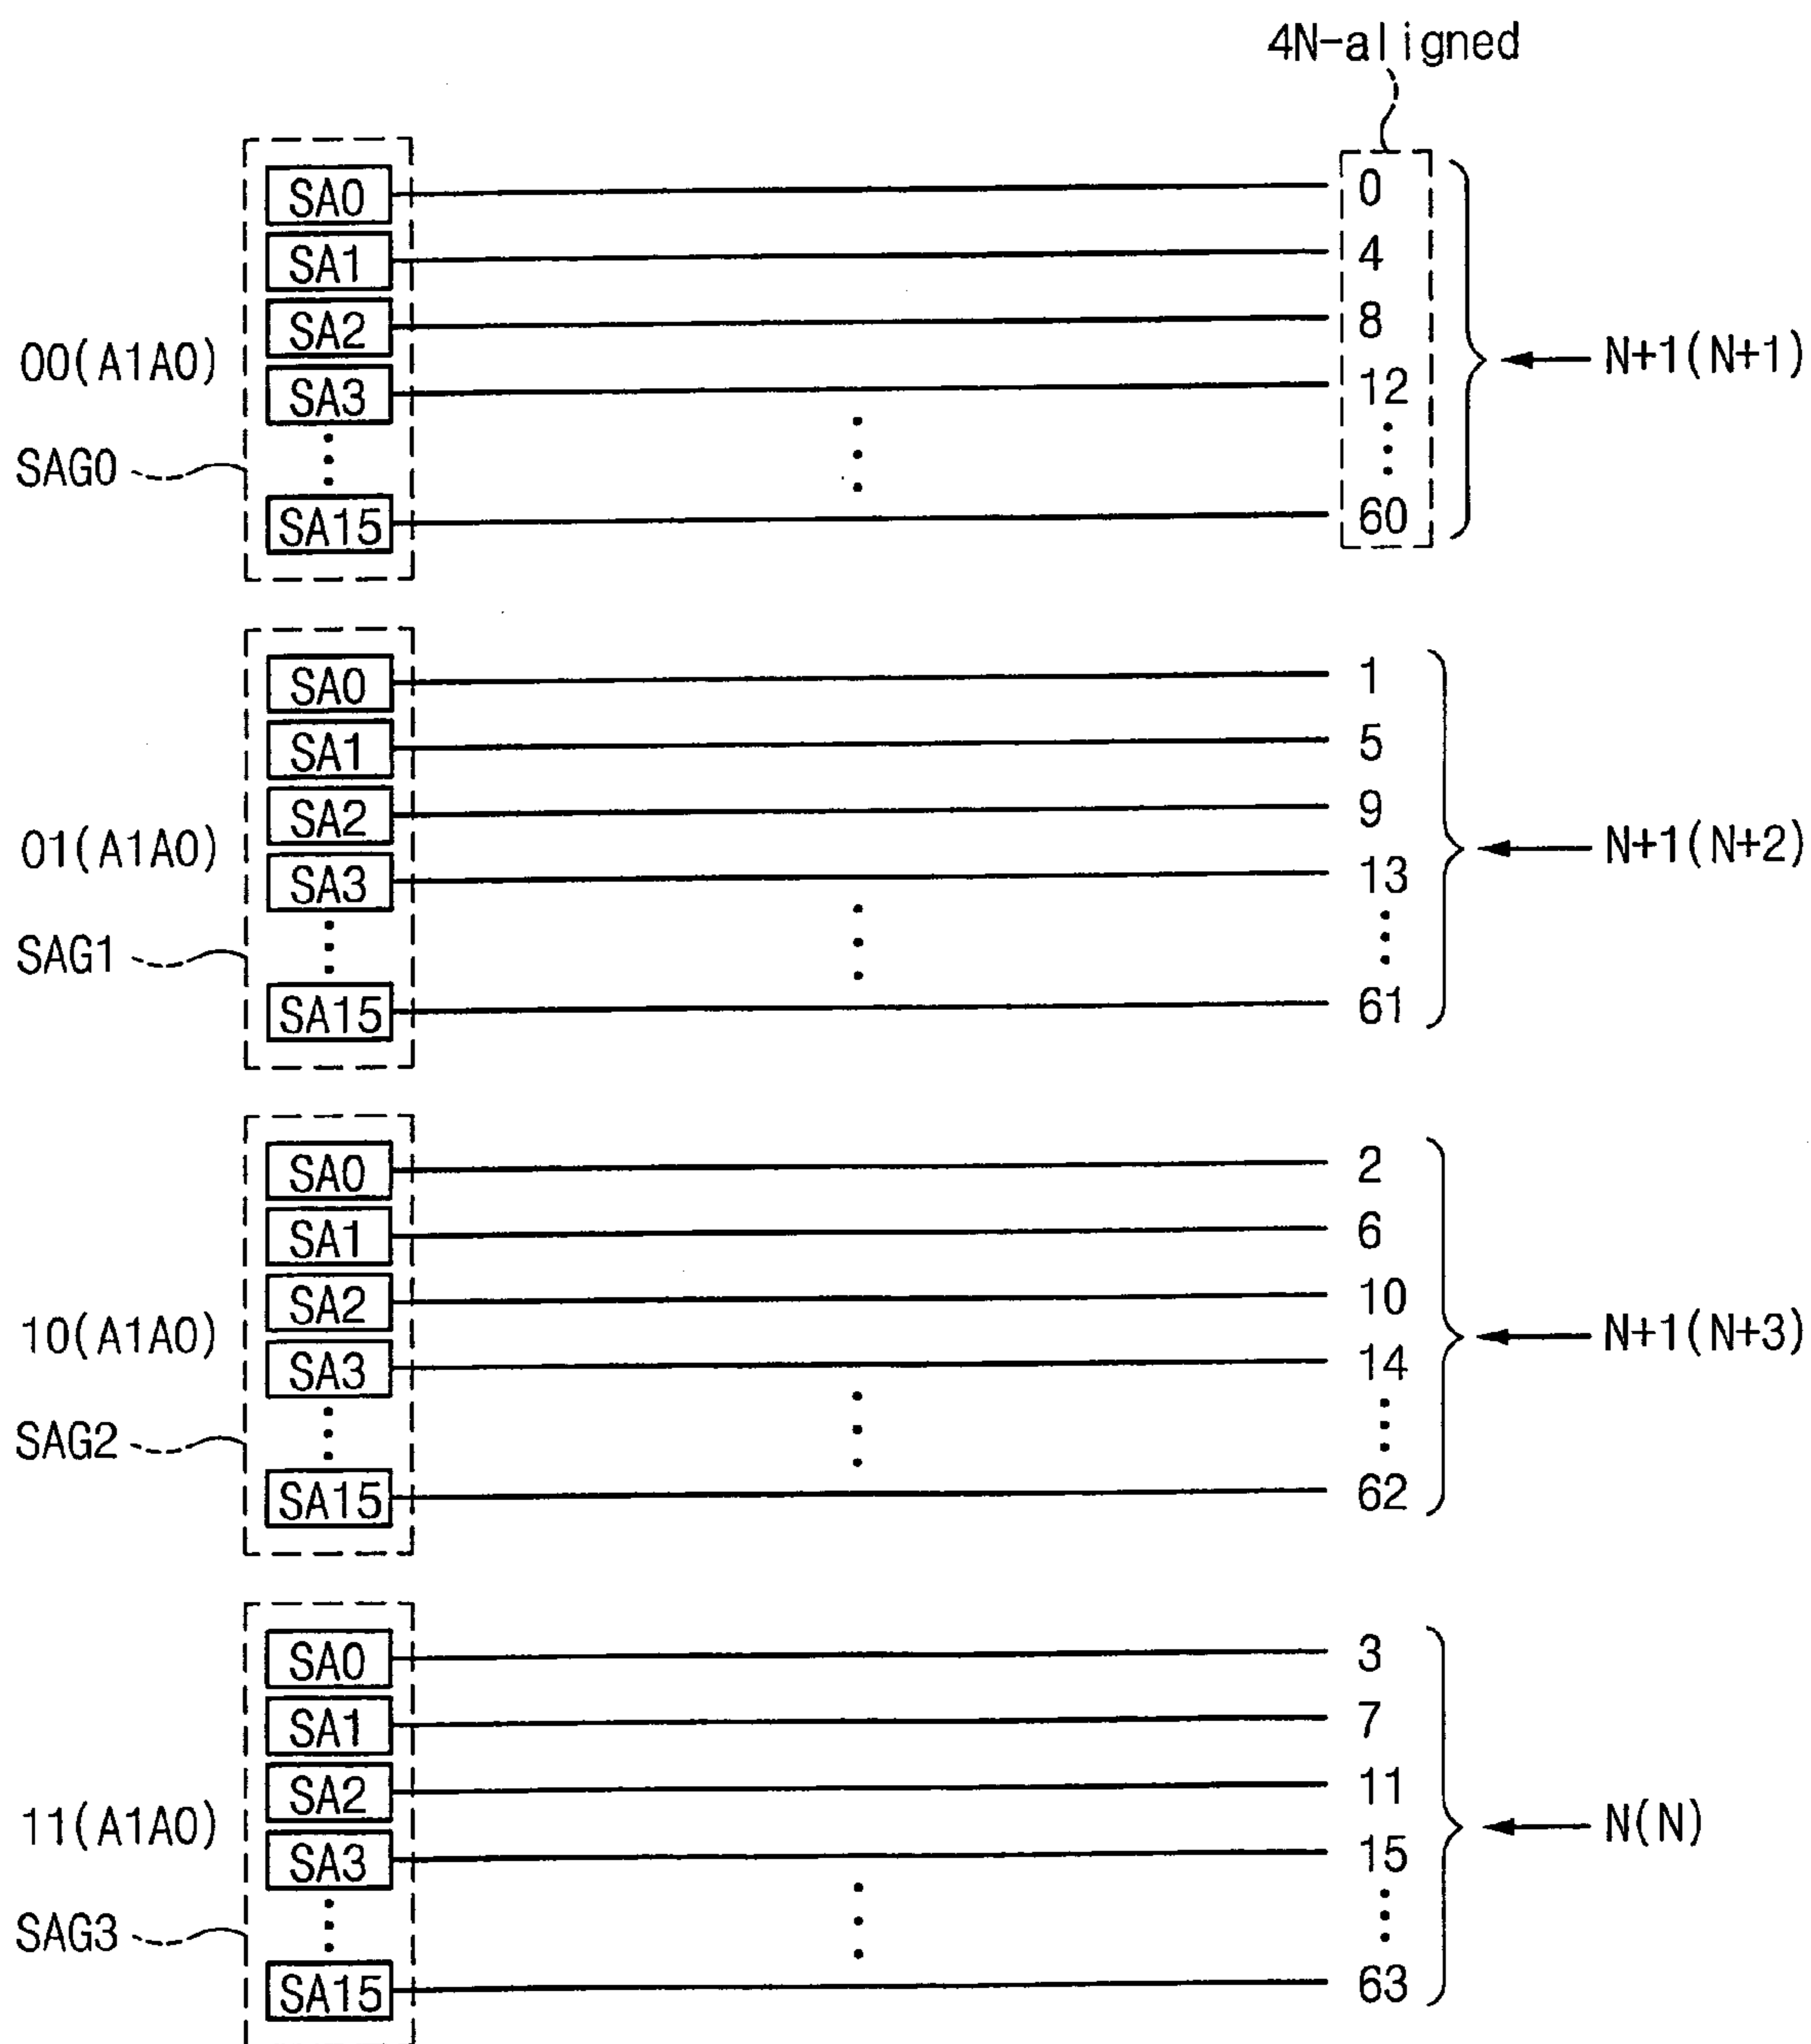 4N-aligned
SA0 0
SA1 4
SA2 8
00(A1A0) N+1(N+1)
SA3 12
SAG0
SA15 60
SA0 1
SA1 5
SA2 9
01(A1A0) N+1(N+2)
SA3 13
SAG1
SA15 61
SA0 2
SA1 6
SA2 10
10(A1A0) N+1(N+3)
SA3 14
SAG2
SA15 62
SA0 3
SA1 7
SA2 11
11(A1A0) N(N)
SA3 15
SAG3
SA15 63